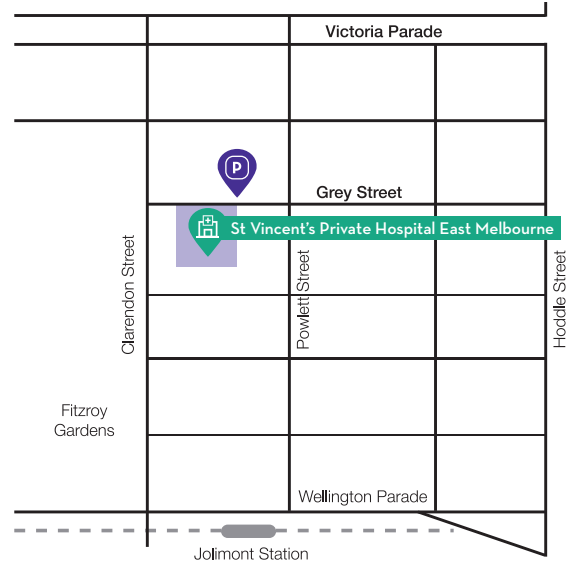 Victoria Parade
P
Grey Street
St Vincent's Private Hospital East Melbourne
Clarendon Street
Powlett Street
Hoddle Street
Fitzroy
Gardens
Wellington Parade
Jolimont Station